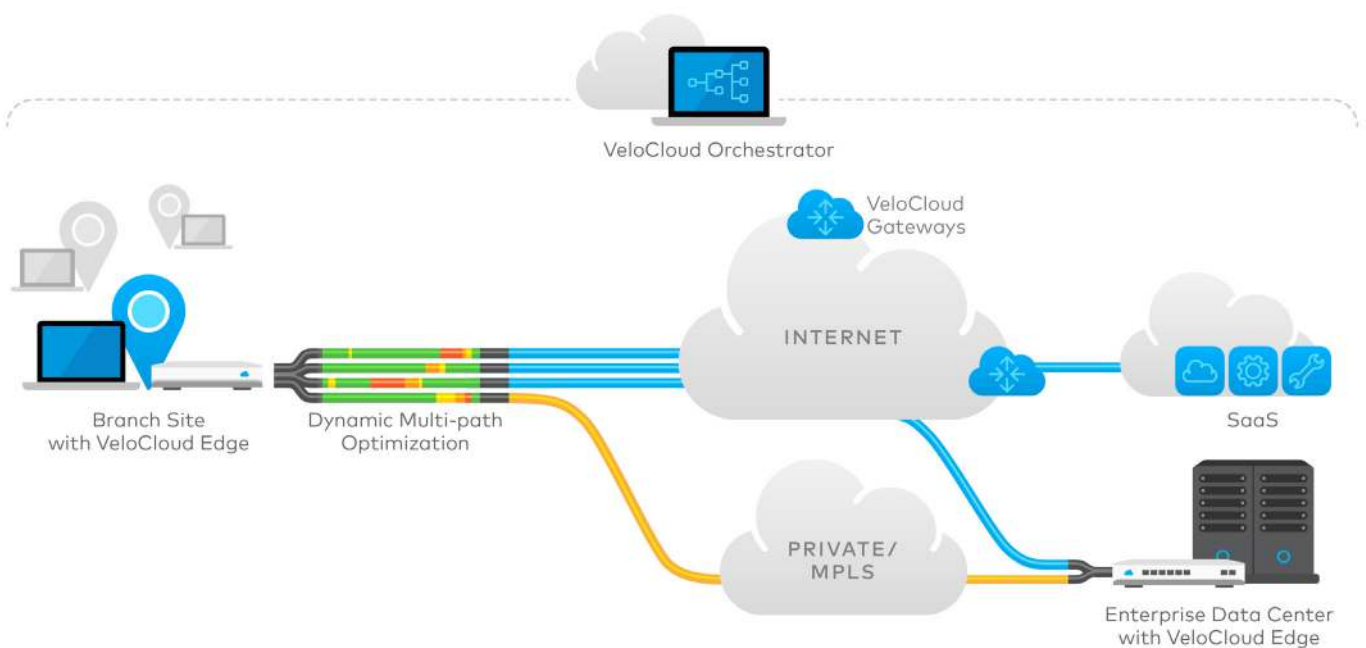 VeloCloud Orchestrator
VeloCloud
Gateways
INTERNET
Branch Site
with VeloCloud Edge
Dynamic Multi-path
Optimization
SaaS
PRIVATE/
MPLS
Enterprise Data Center
with VeloCloud Edge